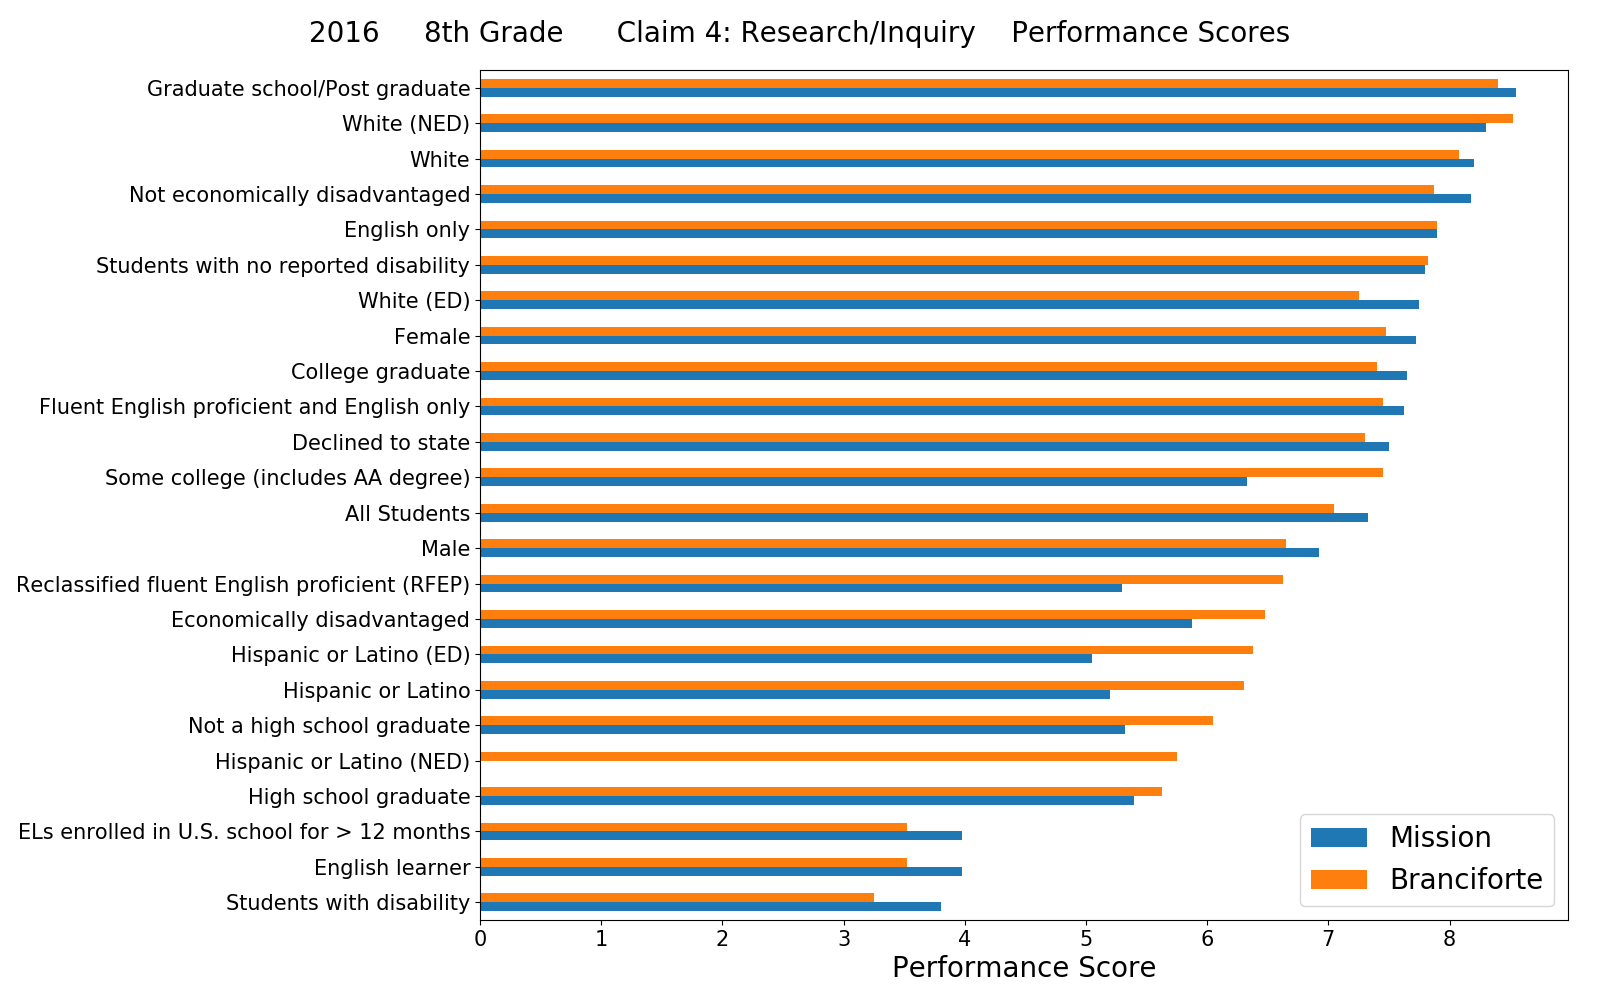 2016 8th Grade Claim 4: Research/Inquiry Performance Scores
Graduate school/Post graduate
White (NED)
White
Not economically disadvantaged
English only
Students with no reported disability
White (ED)
Female
College graduate
Fluent English proficient and English only
Declined to state
Some college (includes AA degree)
All Students
Male
Reclassified fluent English proficient (RFEP)
Economically disadvantaged
Hispanic or Latino (ED)
Hispanic or Latino
Not a high school graduate
Hispanic or Latino (NED)
High school graduate
ELs enrolled in U.S. school for > 12 months
English learner
Students with disability
Mission
Branciforte
0 1 2 3 4 5 6 7 8
Performance Score